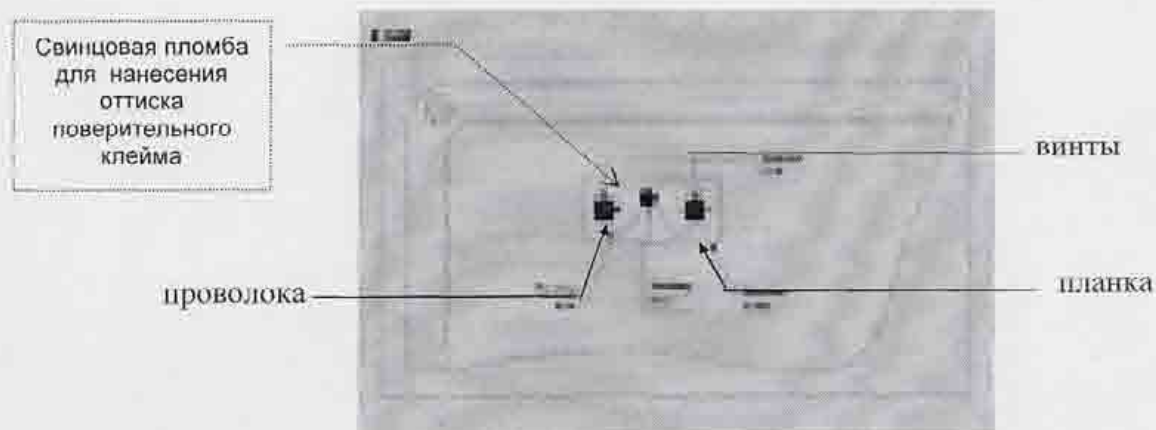 Свинцовая пломба
для нанесения
оттиска
поверительного
клейма
винты
проволока
планка